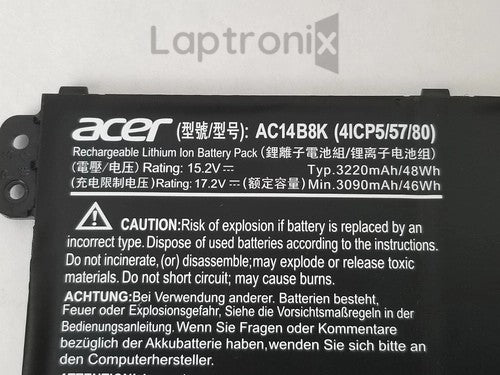 Laptronix
acer (型號/型号): AC14B8K (4ICP5/57/80)
Rechargeable Lithium Ion Battery Pack (鋰離子電池組/锂离子电池组)
(電壓/电压) Rating: 15.2V⎓ Typ.3220mAh/48Wh
(充电限制电压) Rating: 17.2V⎓ (额定容量) Min.3090mAh/46Wh
CAUTION:Risk of explosion if battery is replaced by an
incorrect type. Dispose of used batteries according to the instructions.
Do not incinerate,(or) disassemble;may explode or release toxic
materials. Do not short circuit; may cause burns.
ACHTUNG:Bei Verwendung anderer. Batterien besteht,
Feuer oder Explosionsgefahr, Siehe die Vorsichtsmaßregeln in der
Bedienungsanleitung.Wenn Sie Fragen oder Kommentare
bezüglich der Akkubatterie haben,wenden Sie sich bitte an
den Computerhersteller.